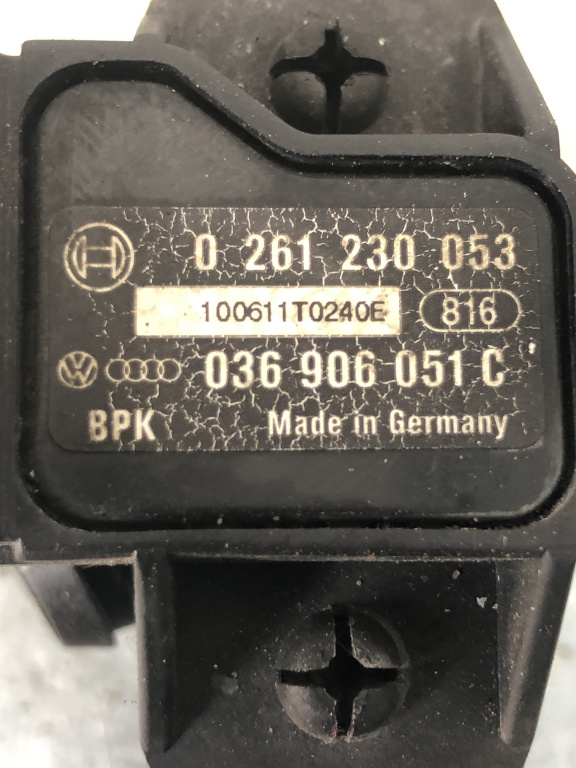 0 261 230 053
100611T0240E 816
036 906 051 C
BPK Made in Germany